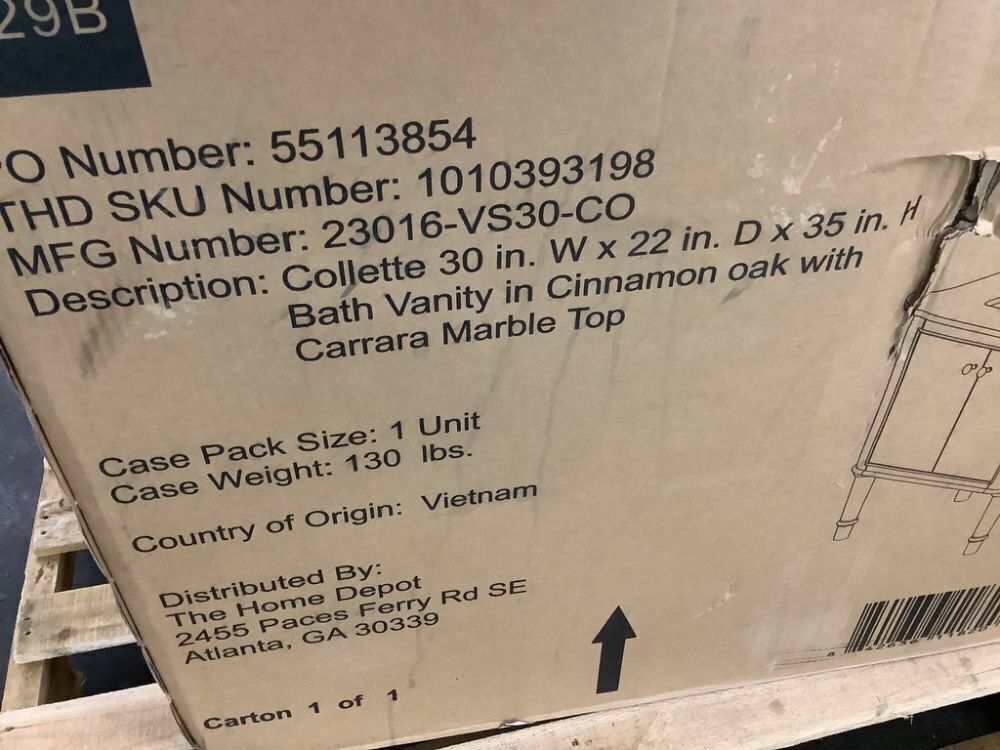 29B
PO Number: 55113854
THD SKU Number: 1010393198
MFG Number: 23016-VS30-CO
Description: Collette 30 in. W x 22 in. D x 35 in. H
Bath Vanity in Cinnamon oak with
Carrara Marble Top
Case Pack Size: 1 Unit
Case Weight: 130 lbs.
Country of Origin: Vietnam
Distributed By:
The Home Depot
2455 Paces Ferry Rd SE
Atlanta, GA 30339
Carton 1 of 1